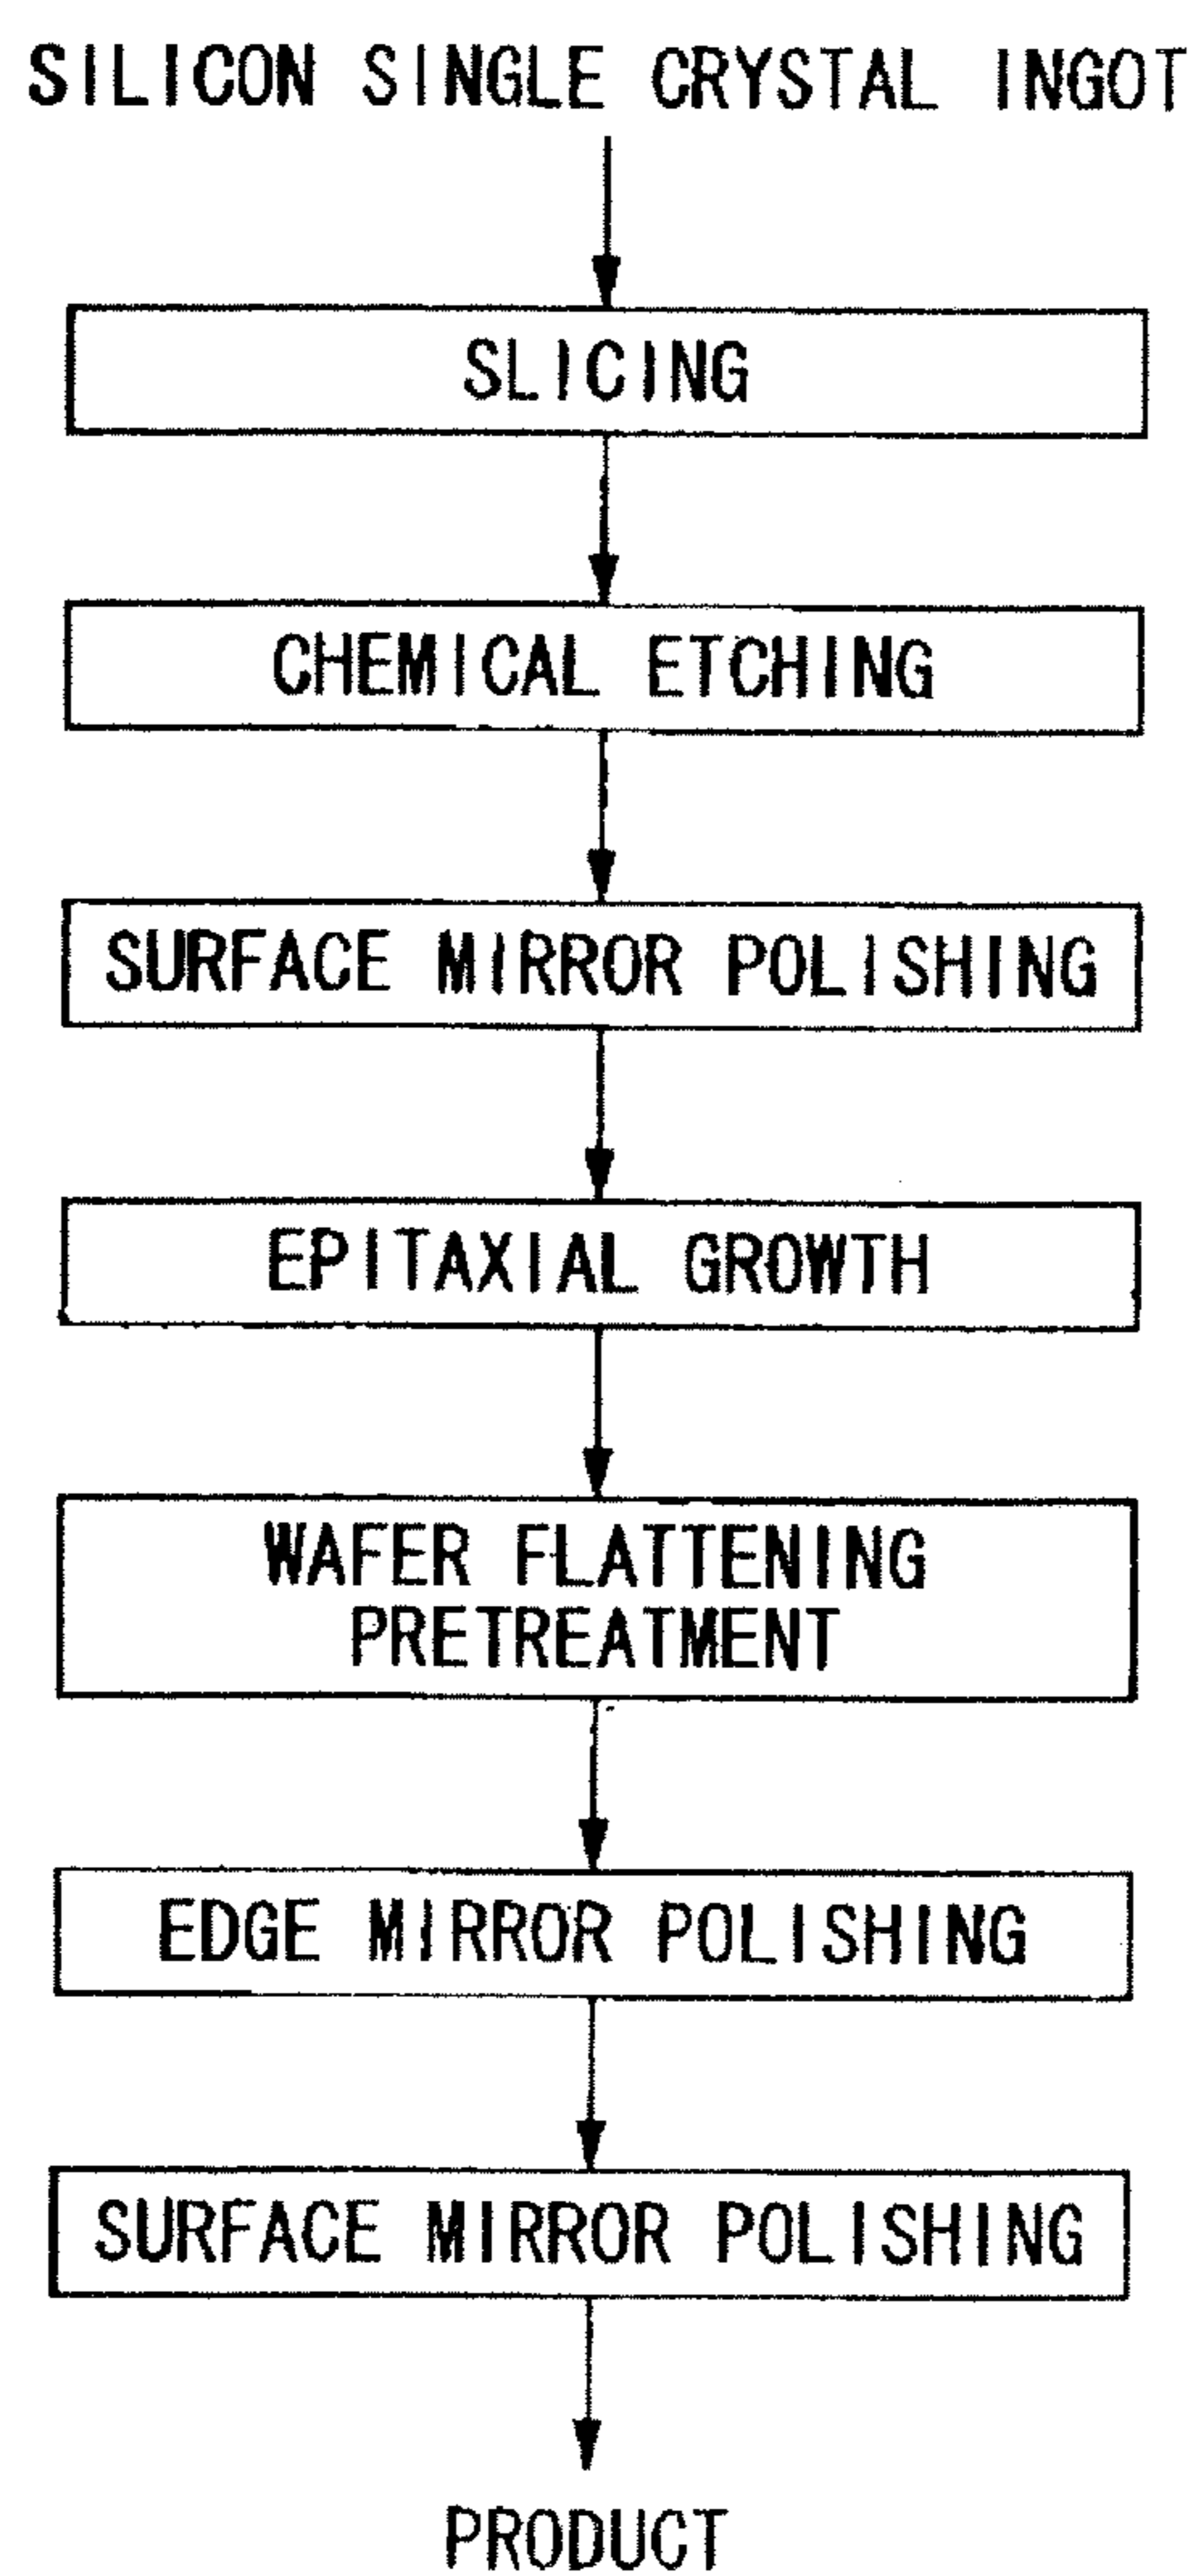 SILICON SINGLE CRYSTAL INGOT
SLICING
CHEMICAL ETCHING
SURFACE MIRROR POLISHING
EPITAXIAL GROWTH
WAFER FLATTENING
PRETREATMENT
EDGE MIRROR POLISHING
SURFACE MIRROR POLISHING
PRODUCT